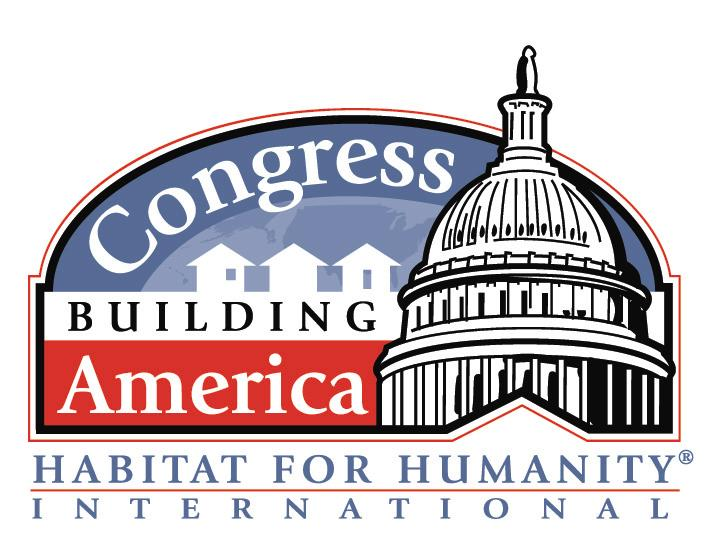 Congress
BUILDING
America
HABITAT FOR HUMANITY®
INTERNATIONAL